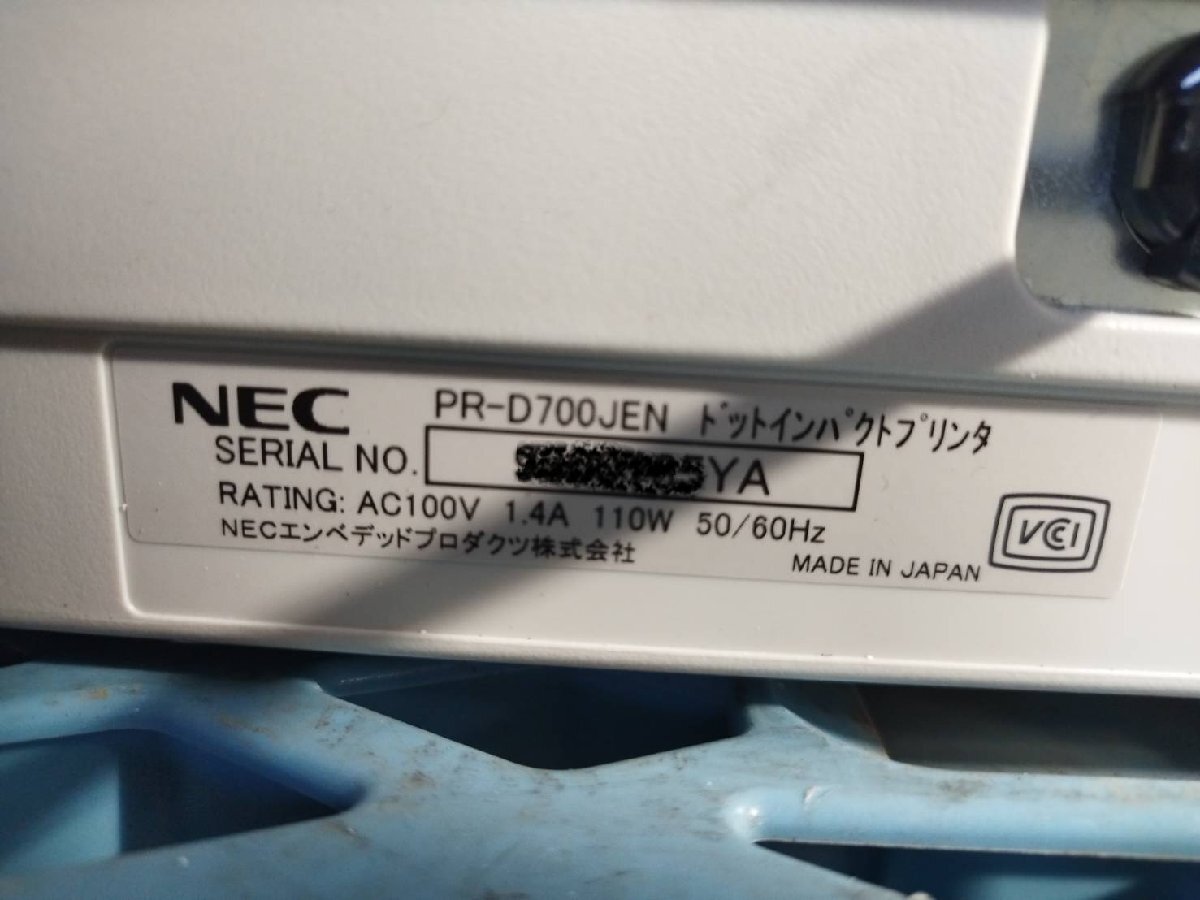 NEC PR-D700JEN ﾄﾞｯﾄインﾊﾟｸﾄﾌﾟﾘﾝﾀ
SERIAL NO. 5YA
RATING: AC100V 1.4A 110W 50/60Hz
NECエンベデッドプロダクツ株式会社
MADE IN JAPAN
VCCI